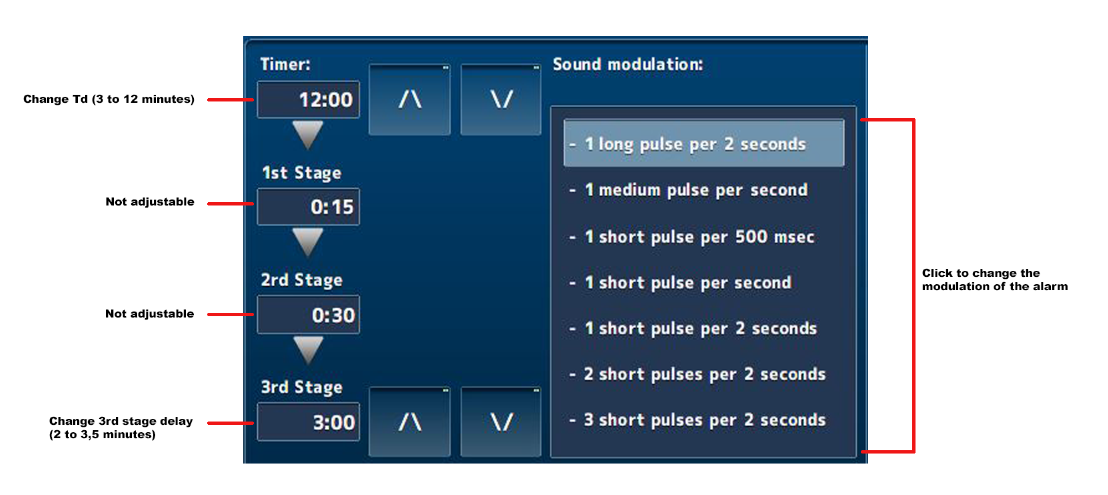 Timer:
Change Td (3 to 12 minutes)
12:00
/\
\/
1st Stage
Not adjustable
0:15
2rd Stage
Not adjustable
0:30
3rd Stage
Change 3rd stage delay
(2 to 3,5 minutes)
3:00
/\
\/
Sound modulation:
- 1 long pulse per 2 seconds
- 1 medium pulse per second
- 1 short pulse per 500 msec
- 1 short pulse per second
- 1 short pulse per 2 seconds
- 2 short pulses per 2 seconds
- 3 short pulses per 2 seconds
Click to change the
modulation of the alarm